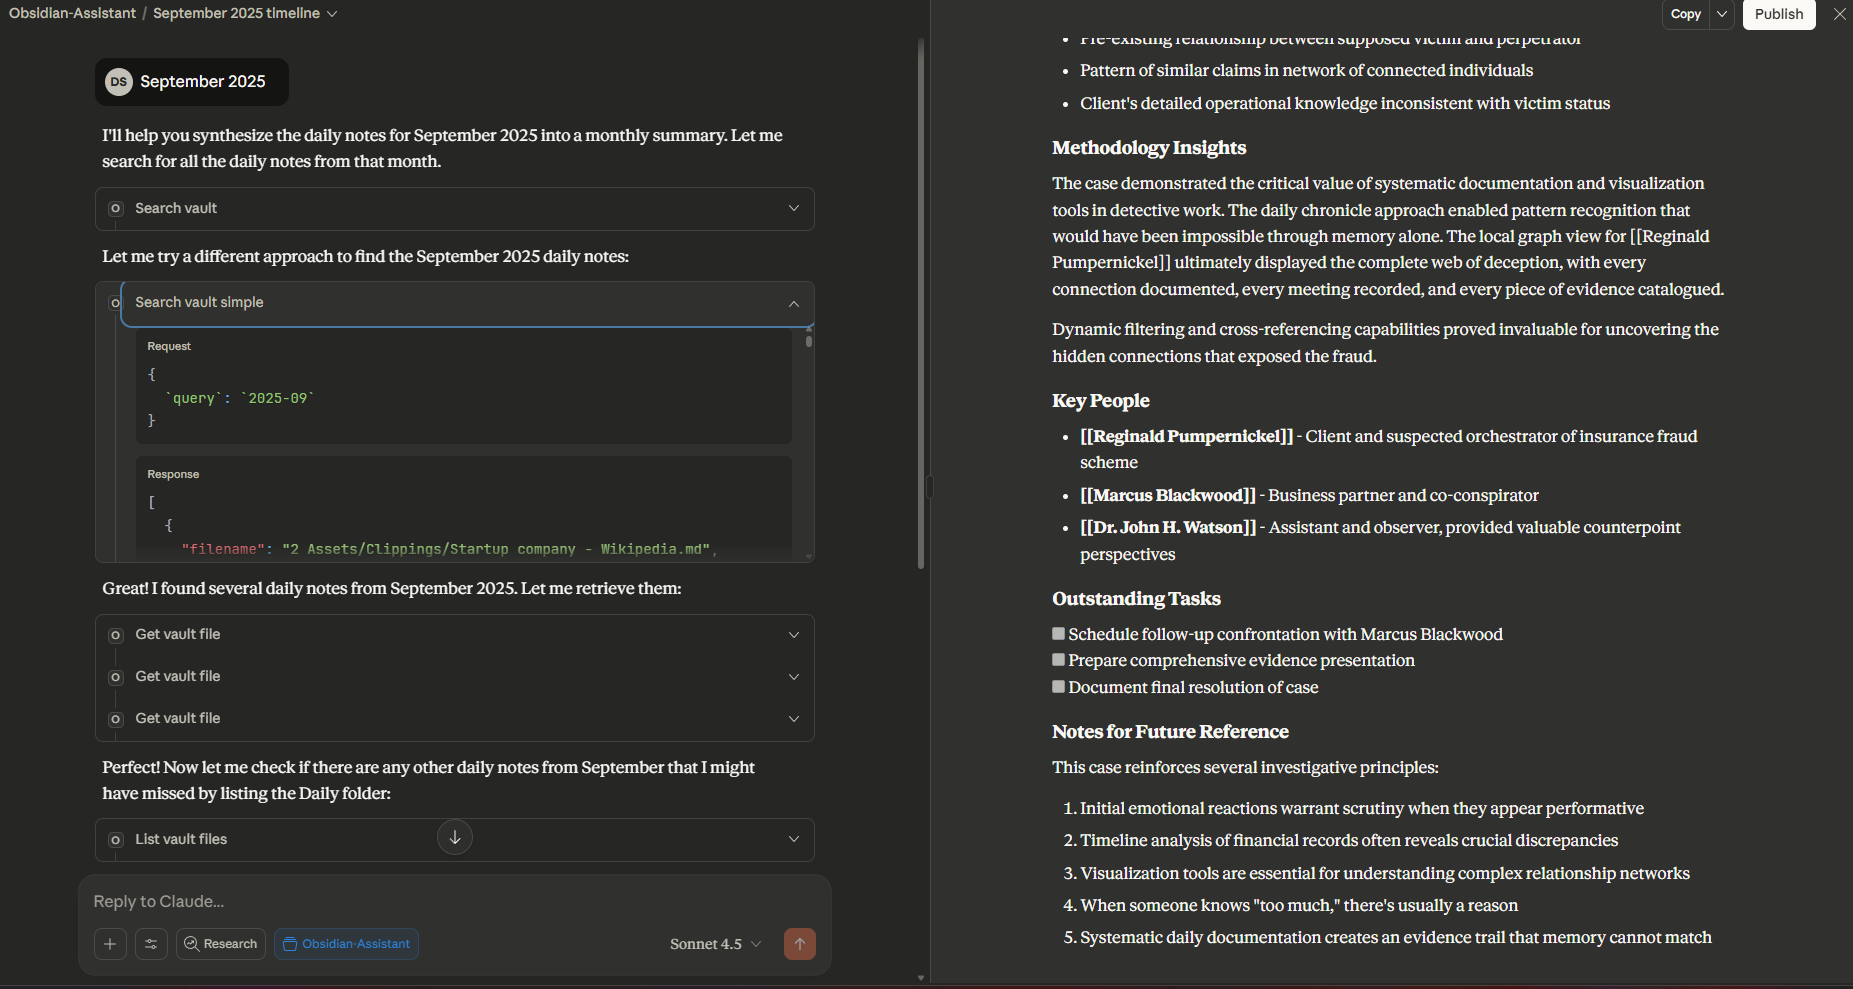 Obsidian-Assistant / September 2025 timeline
DS September 2025
I'll help you synthesize the daily notes for September 2025 into a monthly summary. Let me
search for all the daily notes from that month.
Search vault
Let me try a different approach to find the September 2025 daily notes:
Search vault simple
Request
{
`query`: `2025-09`
}
Response
[
{
"filename": "2 Assets/Clippings/Startup company - Wikipedia.md",
Great! I found several daily notes from September 2025. Let me retrieve them:
Get vault file
Get vault file
Get vault file
Perfect! Now let me check if there are any other daily notes from September that I might
have missed by listing the Daily folder:
List vault files
Reply to Claude...
Research
Obsidian-Assistant
Sonnet 4.5
Copy
Publish
• Pre-existing relationship between supposed victim and perpetrator
• Pattern of similar claims in network of connected individuals
• Client's detailed operational knowledge inconsistent with victim status
Methodology Insights
The case demonstrated the critical value of systematic documentation and visualization
tools in detective work. The daily chronicle approach enabled pattern recognition that
would have been impossible through memory alone. The local graph view for [[Reginald
Pumpernickel]] ultimately displayed the complete web of deception, with every
connection documented, every meeting recorded, and every piece of evidence catalogued.
Dynamic filtering and cross-referencing capabilities proved invaluable for uncovering the
hidden connections that exposed the fraud.
Key People
• [[Reginald Pumpernickel]] - Client and suspected orchestrator of insurance fraud
scheme
• [[Marcus Blackwood]] - Business partner and co-conspirator
• [[Dr. John H. Watson]] - Assistant and observer, provided valuable counterpoint
perspectives
Outstanding Tasks
Schedule follow-up confrontation with Marcus Blackwood
Prepare comprehensive evidence presentation
Document final resolution of case
Notes for Future Reference
This case reinforces several investigative principles:
1. Initial emotional reactions warrant scrutiny when they appear performative
2. Timeline analysis of financial records often reveals crucial discrepancies
3. Visualization tools are essential for understanding complex relationship networks
4. When someone knows "too much," there's usually a reason
5. Systematic daily documentation creates an evidence trail that memory cannot match